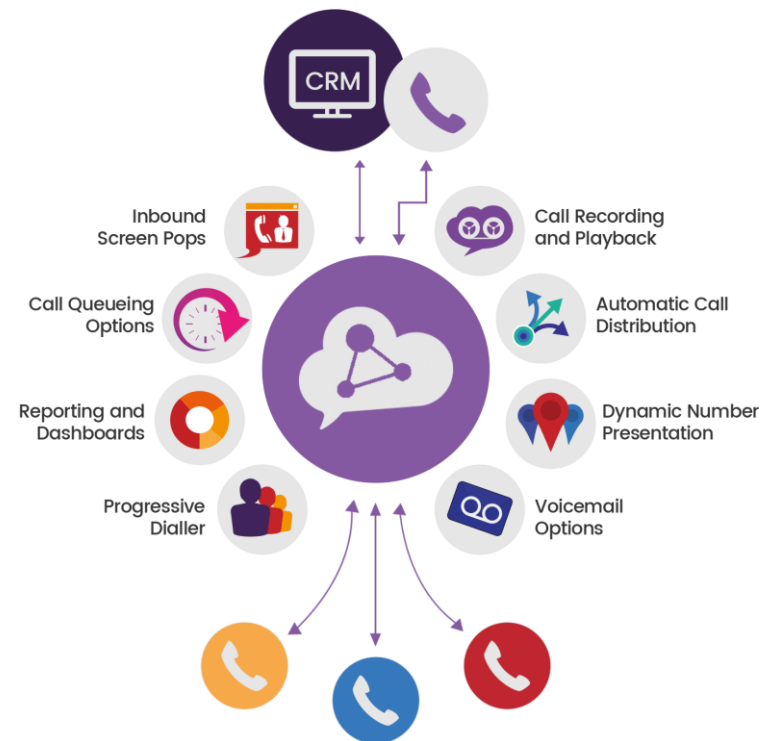 CRM
Inbound
Screen Pops
Call Recording
and Playback
Call Queueing
Options
Automatic Call
Distribution
Reporting and
Dashboards
Dynamic Number
Presentation
Progressive
Dialler
Voicemail
Options